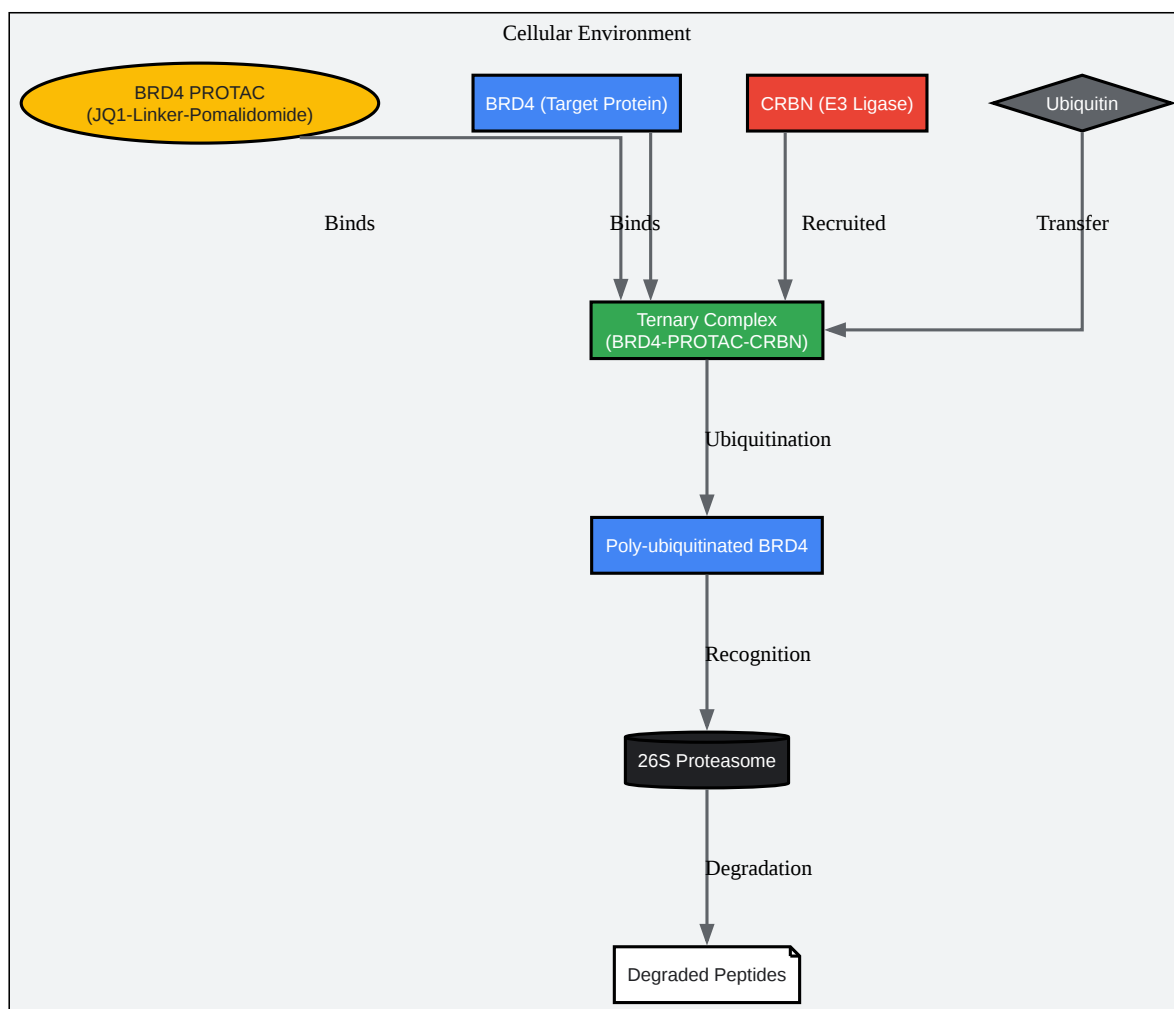 Cellular Environment
BRD4 PROTAC
(JQ1-Linker-Pomalidomide)
BRD4 (Target Protein)
CRBN (E3 Ligase)
Ubiquitin
Binds
Binds
Recruited
Transfer
Ternary Complex
(BRD4-PROTAC-CRBN)
Ubiquitination
Poly-ubiquitinated BRD4
Recognition
26S Proteasome
Degradation
Degraded Peptides